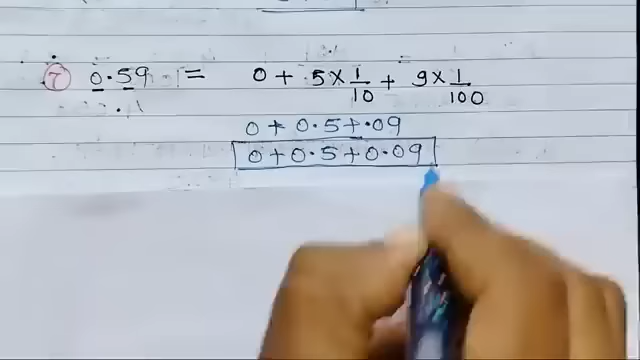 7 0.59 = 0 + 5 × 1/10 + 9 × 1/100
0 + 0.5 + .09
0 + 0.5 + 0.09